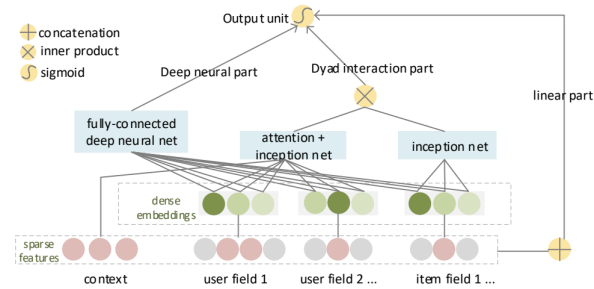 Output unit
concatenation
inner product
sigmoid
Deep neural part
Dyad interaction part
linear part
fully-connected
deep neural net
attention +
inception net
inception net
dense
embeddings
sparse
features
context
user field 1
user field 2 ...
item field 1 ...